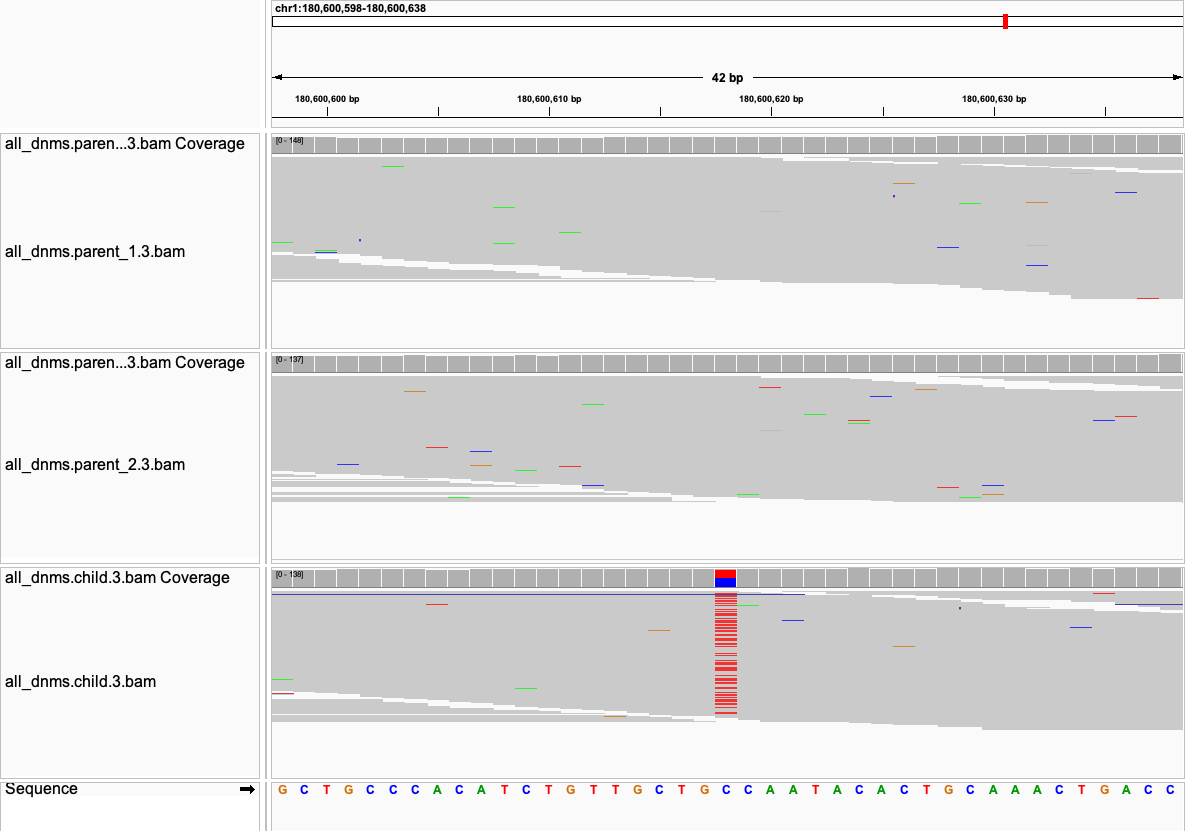 chr1:180,600,598-180,600,638
42 bp
180,600,600 bp 180,600,610 bp 180,600,620 bp 180,600,630 bp
all_dnms.paren...3.bam Coverage
[0 - 148]
all_dnms.parent_1.3.bam
all_dnms.paren...3.bam Coverage
[0 - 137]
all_dnms.parent_2.3.bam
all_dnms.child.3.bam Coverage
[0 - 138]
all_dnms.child.3.bam
Sequence G C T G C C C A C A T C T G T T G C T G C C A A T A C A C T G C A A A C T G A C C